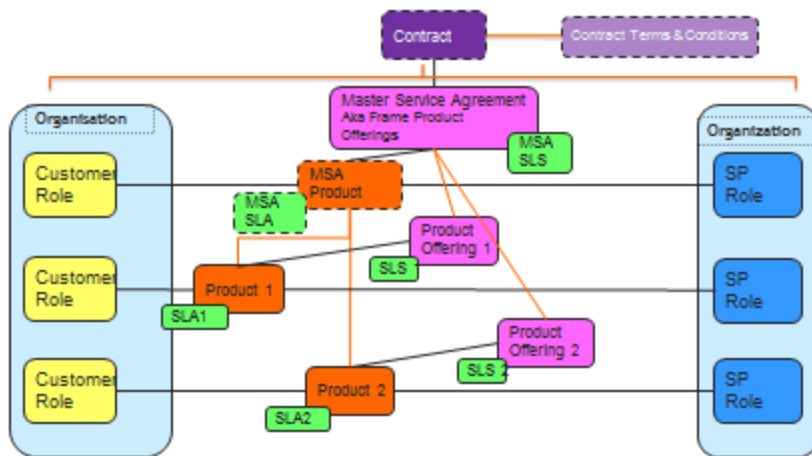 Contract
Contract Terms & Conditions
Master Service Agreement
Aka Frame Product
Offerings
MSA
SLS
Organisation
Organization
Customer
Role
MSA
Product
SP
Role
MSA
SLA
Product
Offering 1
SLS
Customer
Role
Product 1
SP
Role
SLA1
Product
Offering 2
SLS 2
Customer
Role
Product 2
SP
Role
SLA2